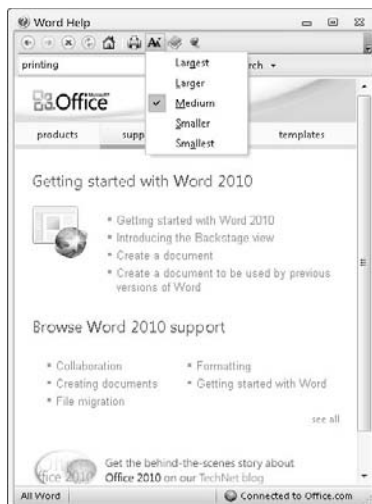 Word Help
printing
rch
Largest
Larger
Medium
Smaller
Smallest
Microsoft
Office
products supp templates
Getting started with Word 2010
Getting started with Word 2010
Introducing the Backstage view
Create a document
Create a document to be used by previous
versions of Word
Browse Word 2010 support
Collaboration
Creating documents
File migration
Formatting
Getting started with Word
see all
ffice 2010
Get the behind-the-scenes story about
Office 2010 on our TechNet blog
All Word Connected to Office.com